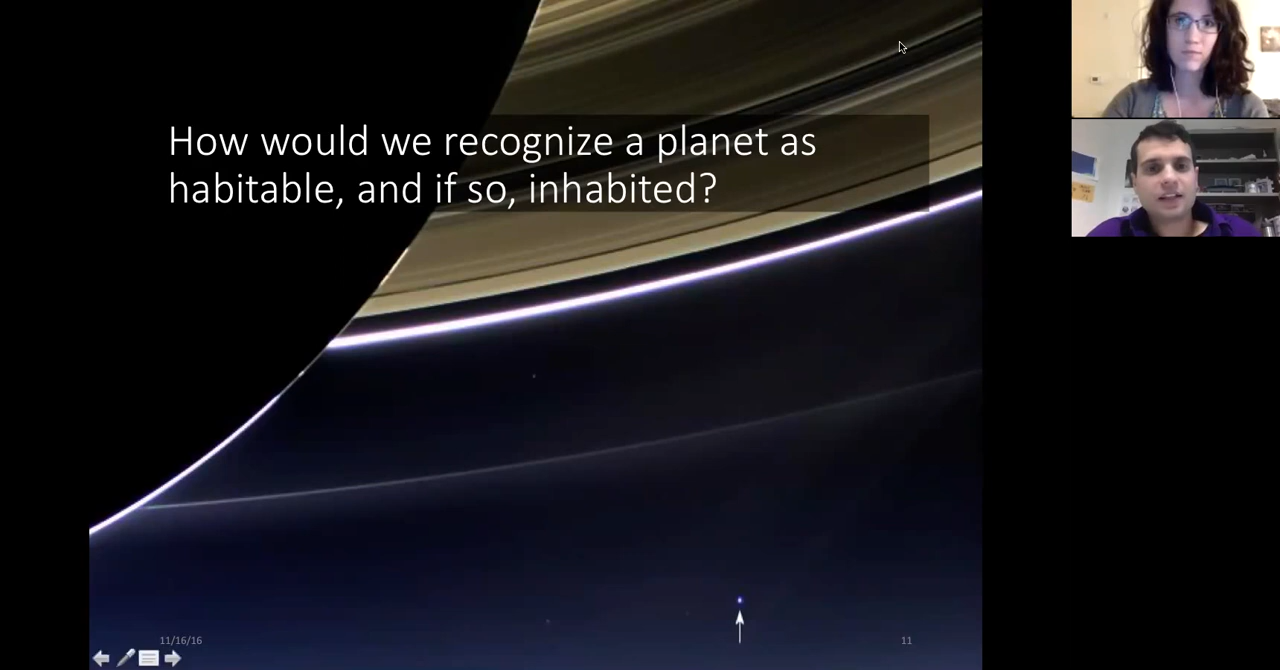 How would we recognize a planet as
habitable, and if so, inhabited?
11/16/16
11